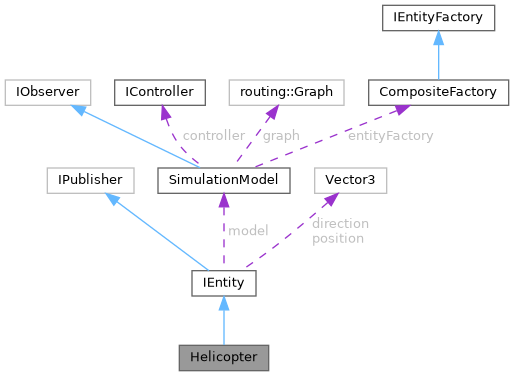 IEntityFactory
IObserver
IController
routing::Graph
CompositeFactory
controller
graph
entityFactory
IPublisher
SimulationModel
Vector3
model
direction
position
IEntity
Helicopter